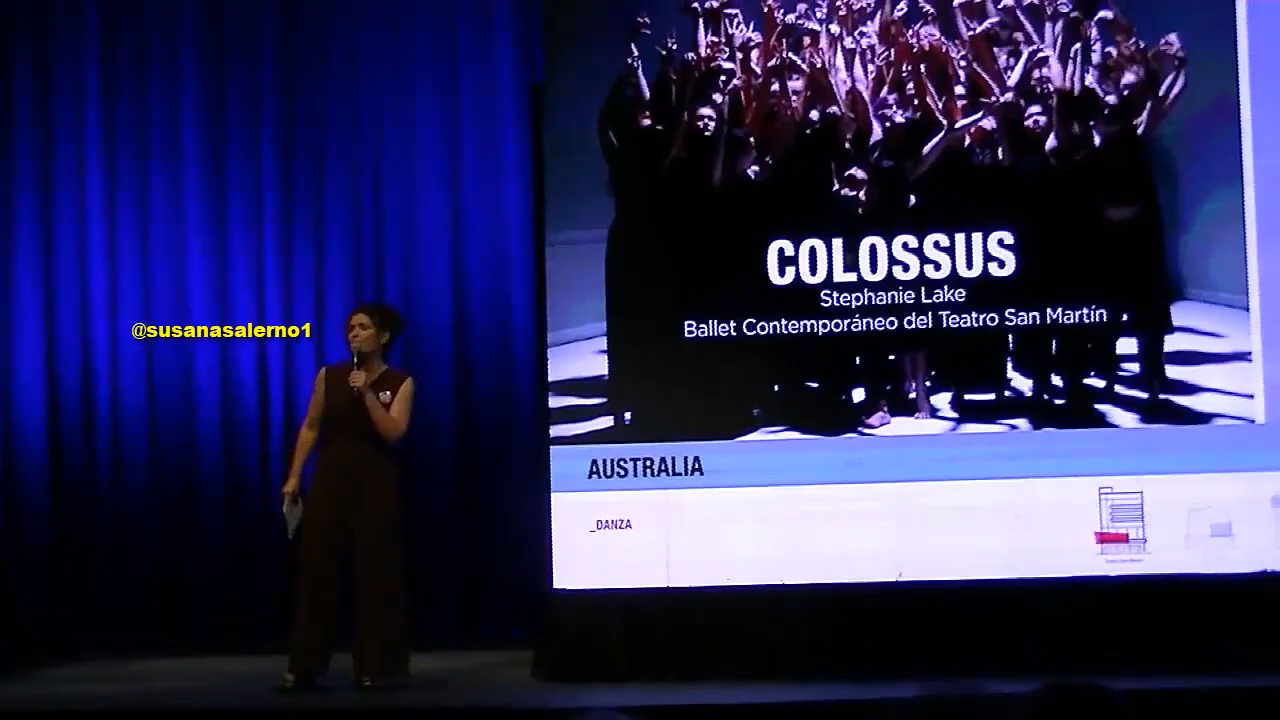 @susanasalerno1
COLOSSUS
Stephanie Lake
Ballet Contemporáneo del Teatro San Martín
AUSTRALIA
_DANZA